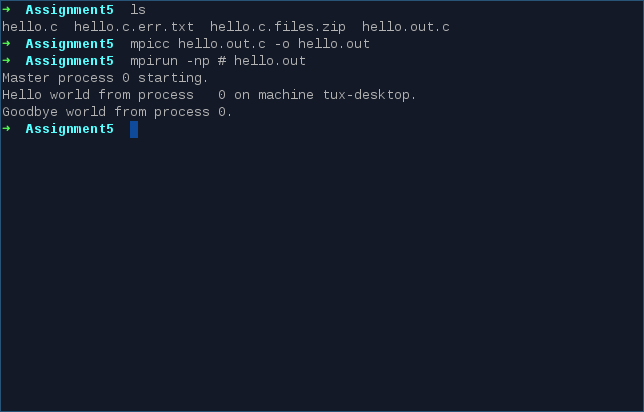 ➜  Assignment5  ls
hello.c  hello.c.err.txt  hello.c.files.zip  hello.out.c
➜  Assignment5  mpicc hello.out.c -o hello.out
➜  Assignment5  mpirun -np # hello.out
Master process 0 starting.
Hello world from process   0 on machine tux-desktop.
Goodbye world from process 0.
➜  Assignment5